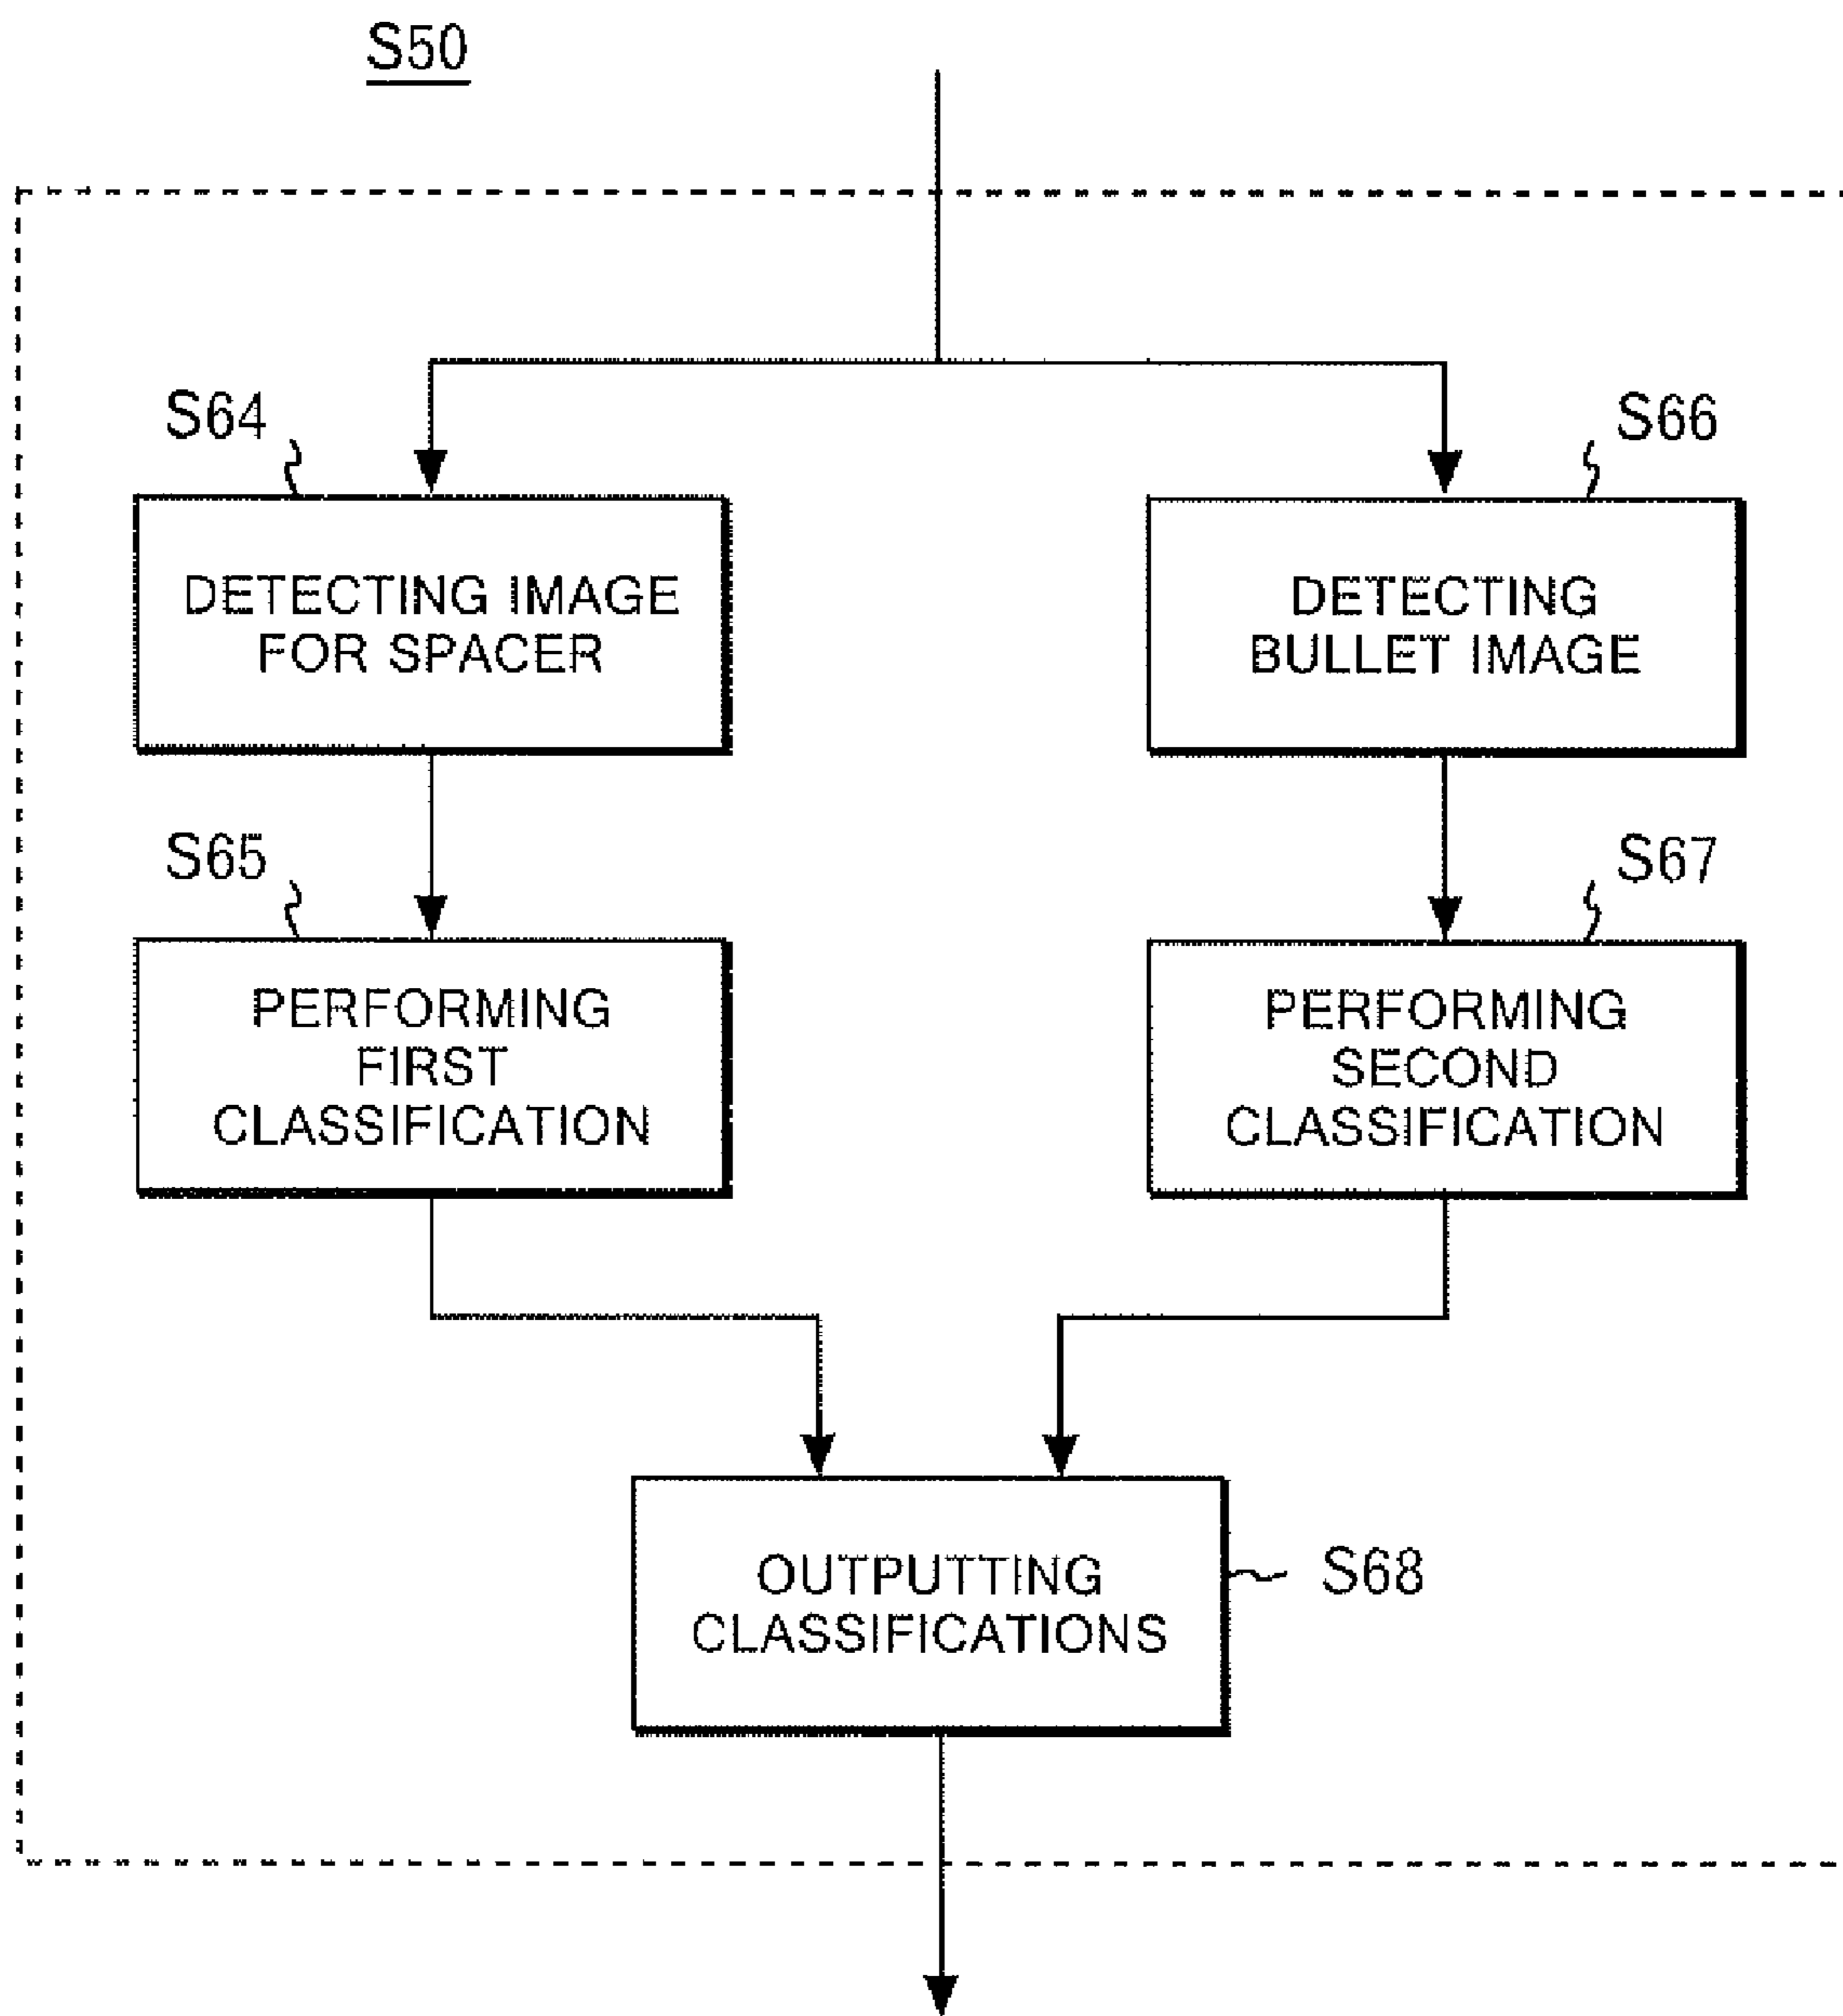 S50
S64
DETECTING IMAGE
FOR SPACER
S66
DETECTING
BULLET IMAGE
S65
PERFORMING
FIRST
CLASSIFICATION
S67
PERFORMING
SECOND
CLASSIFICATION
OUTPUTTING
CLASSIFICATIONS
S68